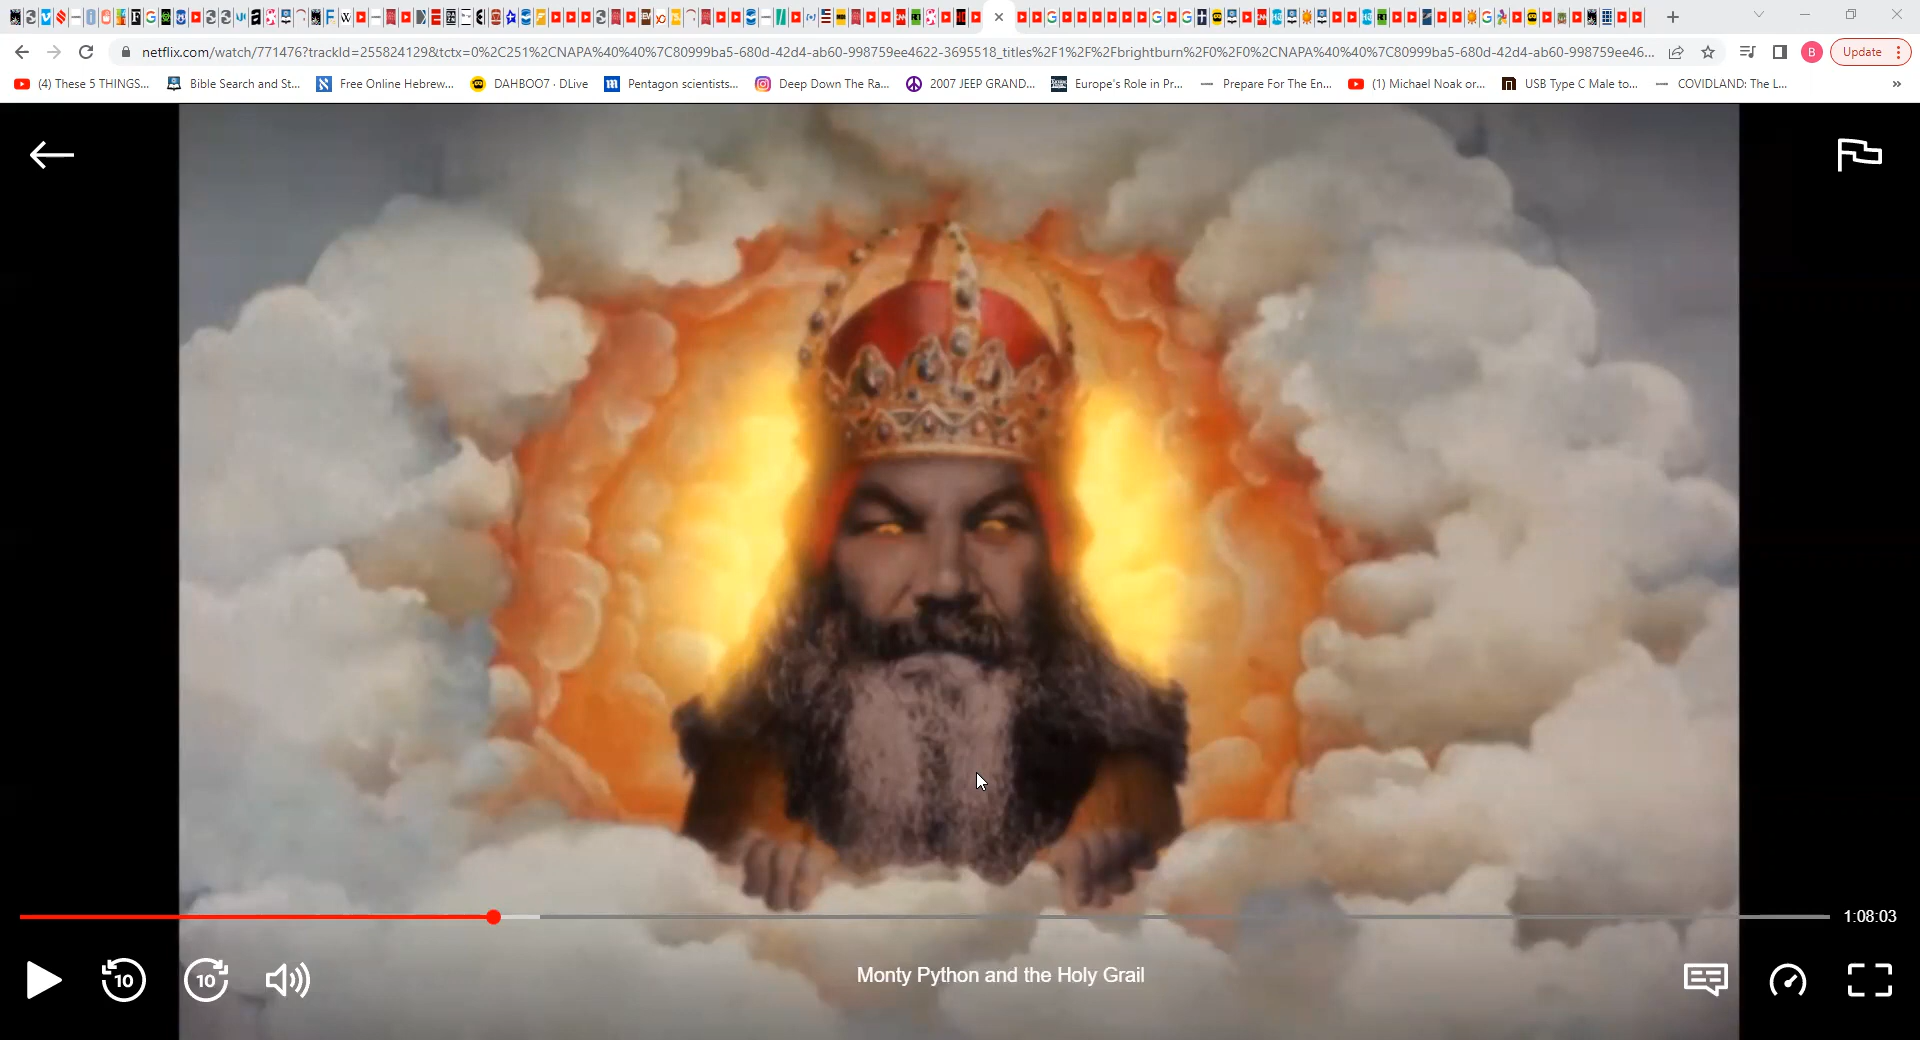 netflix.com/watch/771476?trackId=255824129&tctx=0%2C251%2CNAPA%40%40%7C80999ba5-680d-42d4-ab60-998759ee4622-3695518_titles%2F1%2F%2Fbrightburn%2F0%2F0%2CNAPA%40%40%7C80999ba5-680d-42d4-ab60-998759ee46...
B
Update
(4) These 5 THINGS...
Bible Search and St...
Free Online Hebrew...
DAHBOO7 - DLive
Pentagon scientists...
Deep Down The Ra...
2007 JEEP GRAND...
Europe's Role in Pr...
Prepare For The En...
(1) Michael Noak or...
USB Type C Male to...
COVIDLAND: The L...
1:08:03
10
10
Monty Python and the Holy Grail